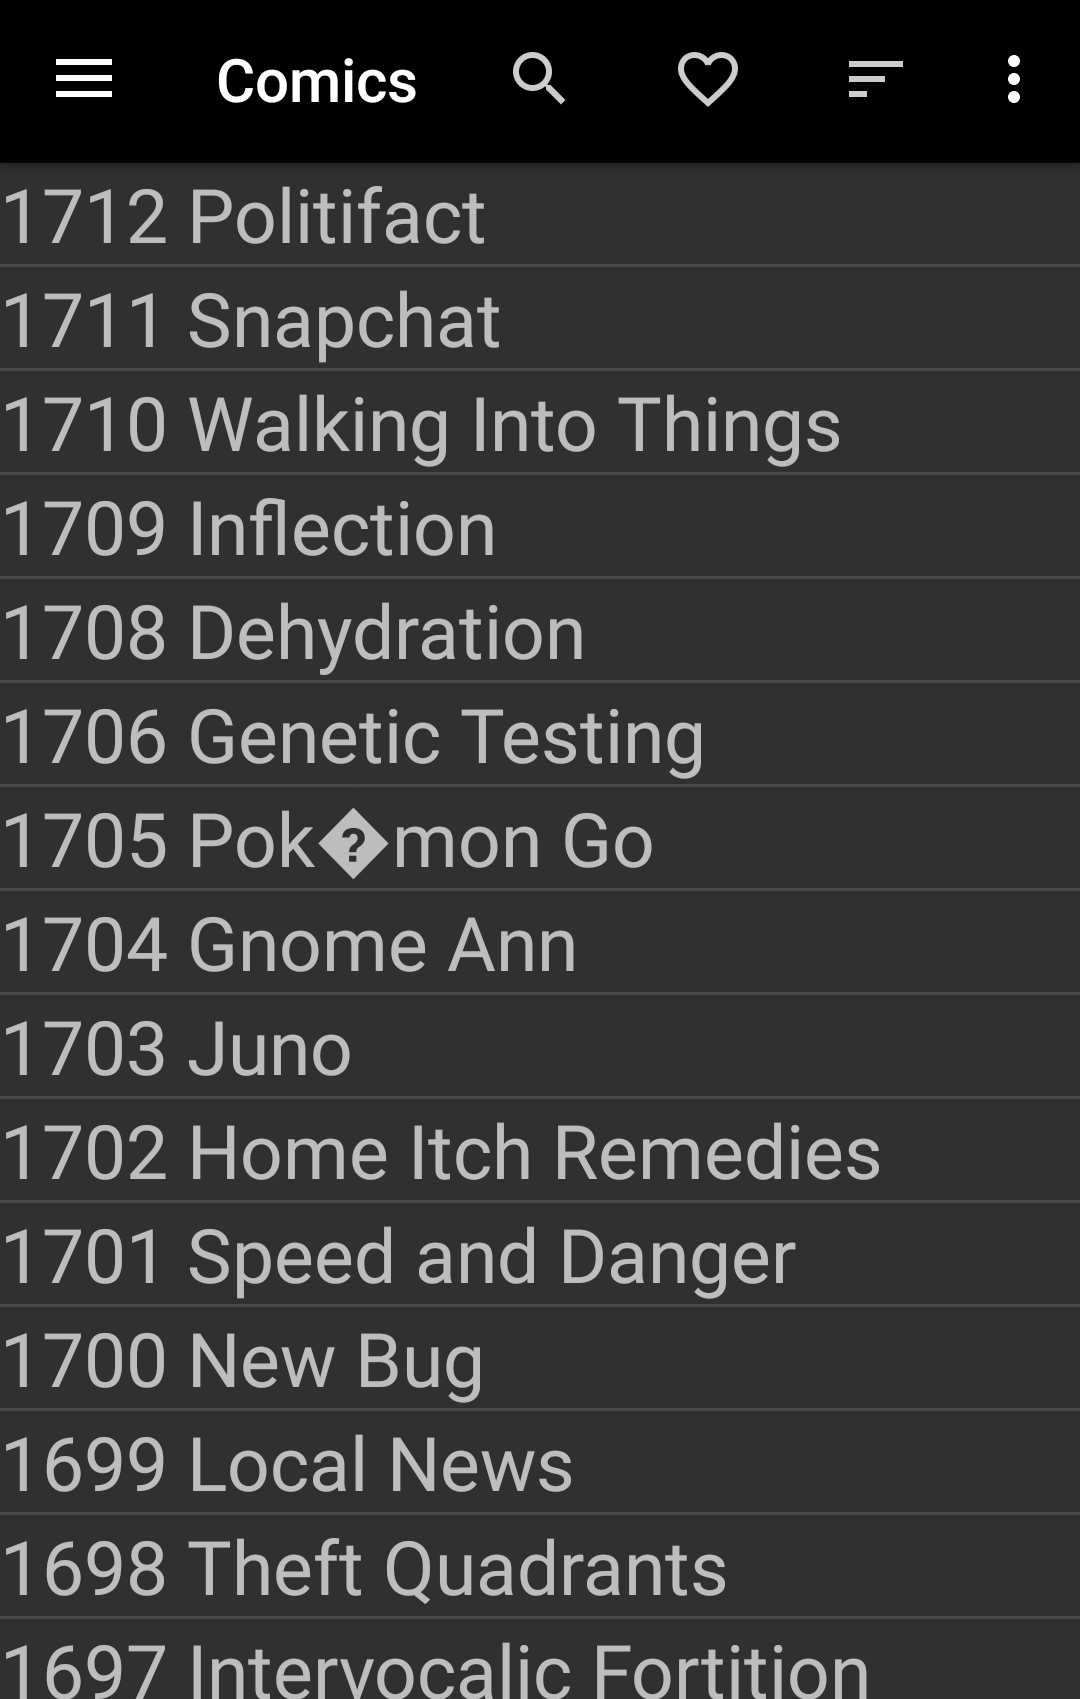 Comics
1712 Politifact
1711 Snapchat
1710 Walking Into Things
1709 Inflection
1708 Dehydration
1706 Genetic Testing
1705 Pok�mon Go
1704 Gnome Ann
1703 Juno
1702 Home Itch Remedies
1701 Speed and Danger
1700 New Bug
1699 Local News
1698 Theft Quadrants
1697 Intervocalic Fortition